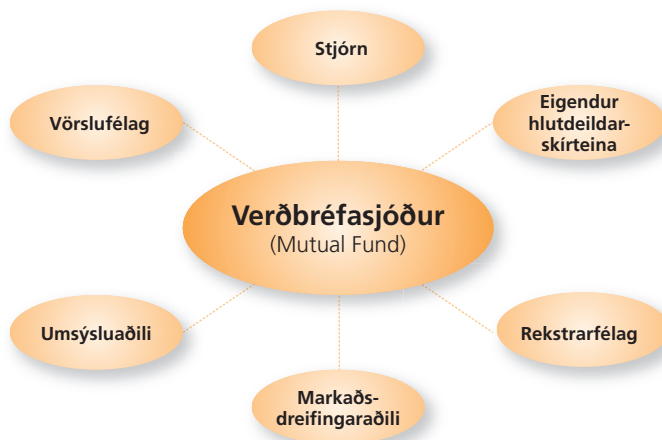 Stjórn
Vörslufélag
Eigendur
hlutdeildar-
skírteina
Verðbréfasjóður
(Mutual Fund)
Umsýsluaðili
Rekstrarfélag
Markaðs-
dreifingaraðili